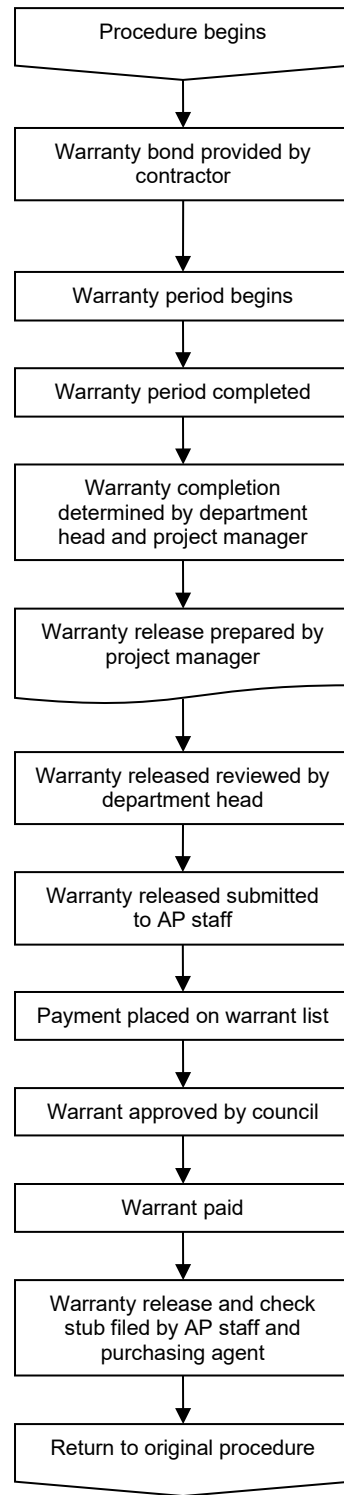 Procedure begins
Warranty bond provided by
contractor
Warranty period begins
Warranty period completed
Warranty completion
determined by department
head and project manager
Warranty release prepared by
project manager
Warranty released reviewed by
department head
Warranty released submitted
to AP staff
Payment placed on warrant list
Warrant approved by council
Warrant paid
Warranty release and check
stub filed by AP staff and
purchasing agent
Return to original procedure